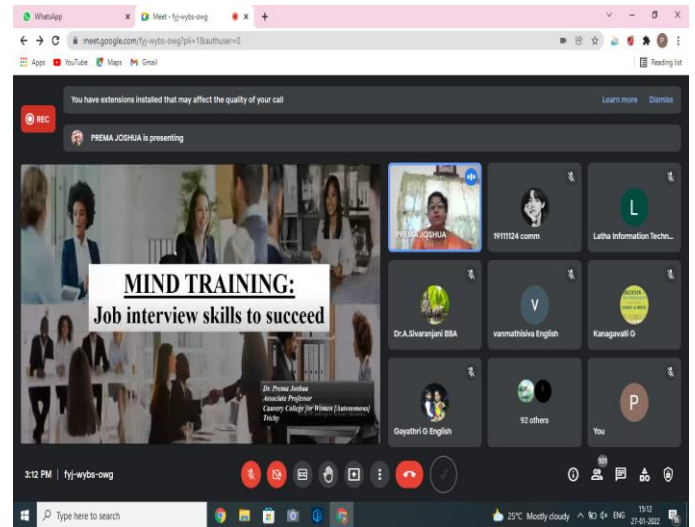 WhatsApp
Meet - fyj-wybs-owg
meet.google.com/fyj-wybs-owg?pli=1&authuser=0
Apps YouTube Maps M Gmail Reading list
You have extensions installed that may affect the quality of your call Learn more Dismiss
REC
PREMA JOSHUA is presenting
MIND TRAINING:
Job interview skills to succeed
Dr. Prema Joshua
Associate Professor
Cauvery College for Women [Autonomous]
Trichy
PREMA JOSHUA
19111124 comm
L
Latha Information Techn...
Dr.A.Sivaranjani BBA
V
vanmathisiva English
Kanagavalli G
Gayathri G English
92 others
P
You
3:12 PM | fyj-wybs-owg
101
Type here to search
25°C Mostly cloudy ENG 15:12
27-01-2022